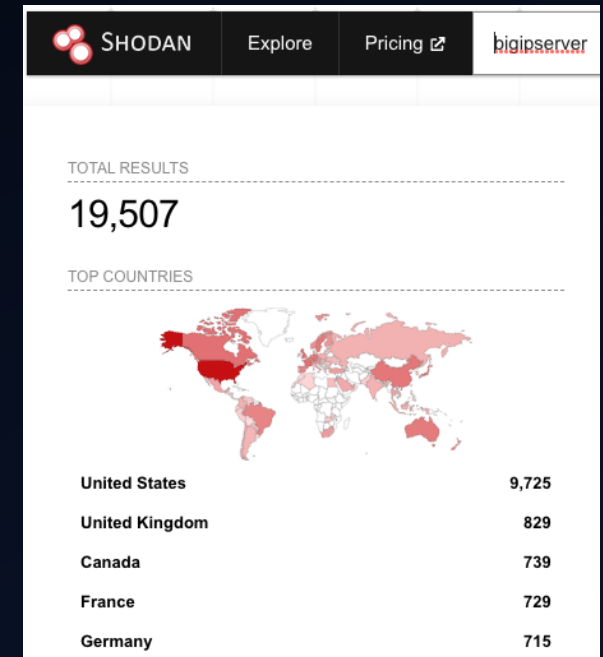 SHODAN Explore Pricing bigipserver
TOTAL RESULTS
19,507
TOP COUNTRIES
United States 9,725
United Kingdom 829
Canada 739
France 729
Germany 715